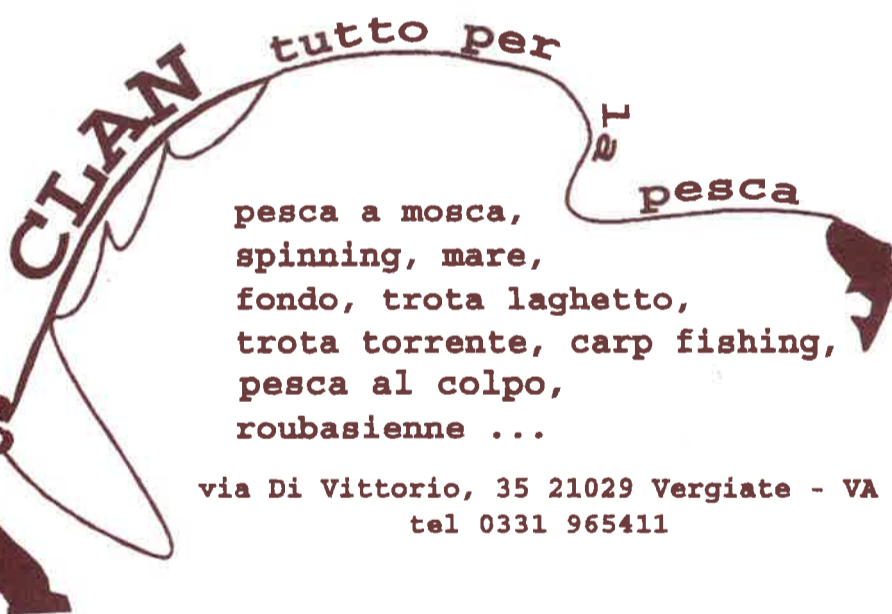 CLAN
tutto per
la
pesca
pesca a mosca,
spinning, mare,
fondo, trota laghetto,
trota torrente, carp fishing,
pesca al colpo,
roubasienne ...
via Di Vittorio, 35 21029 Vergiate - VA
tel 0331 965411